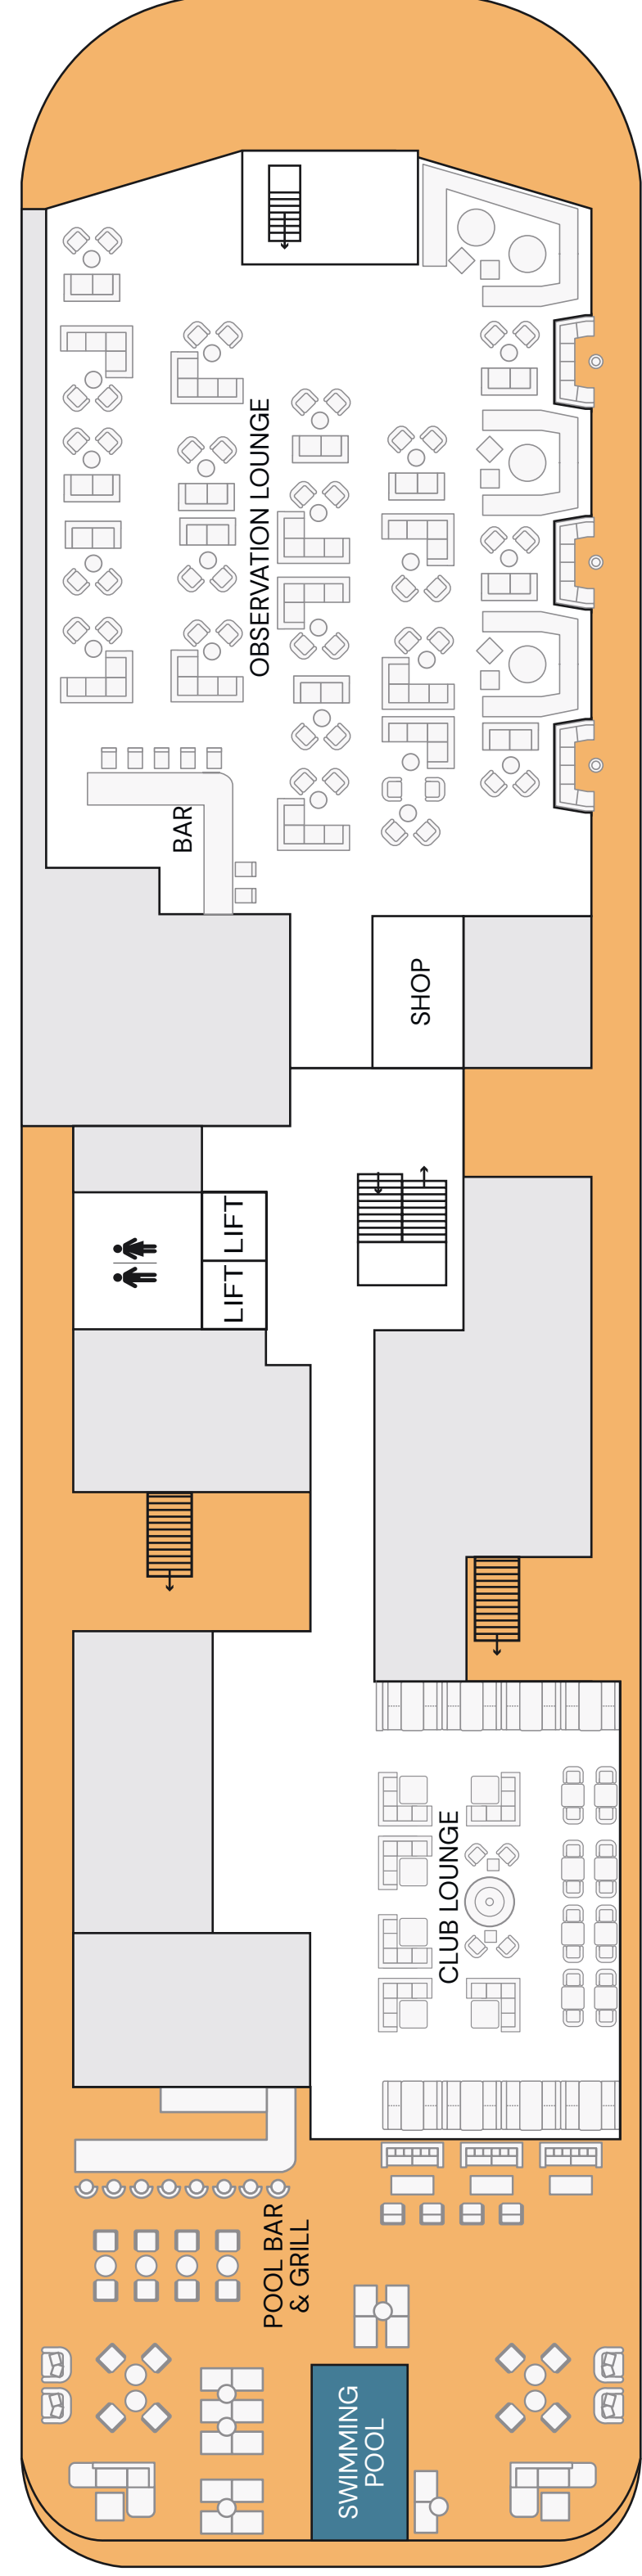 OBSERVATION LOUNGE
BAR
SHOP
LIFT
LIFT
CLUB LOUNGE
POOL BAR
& GRILL
SWIMMING
POOL